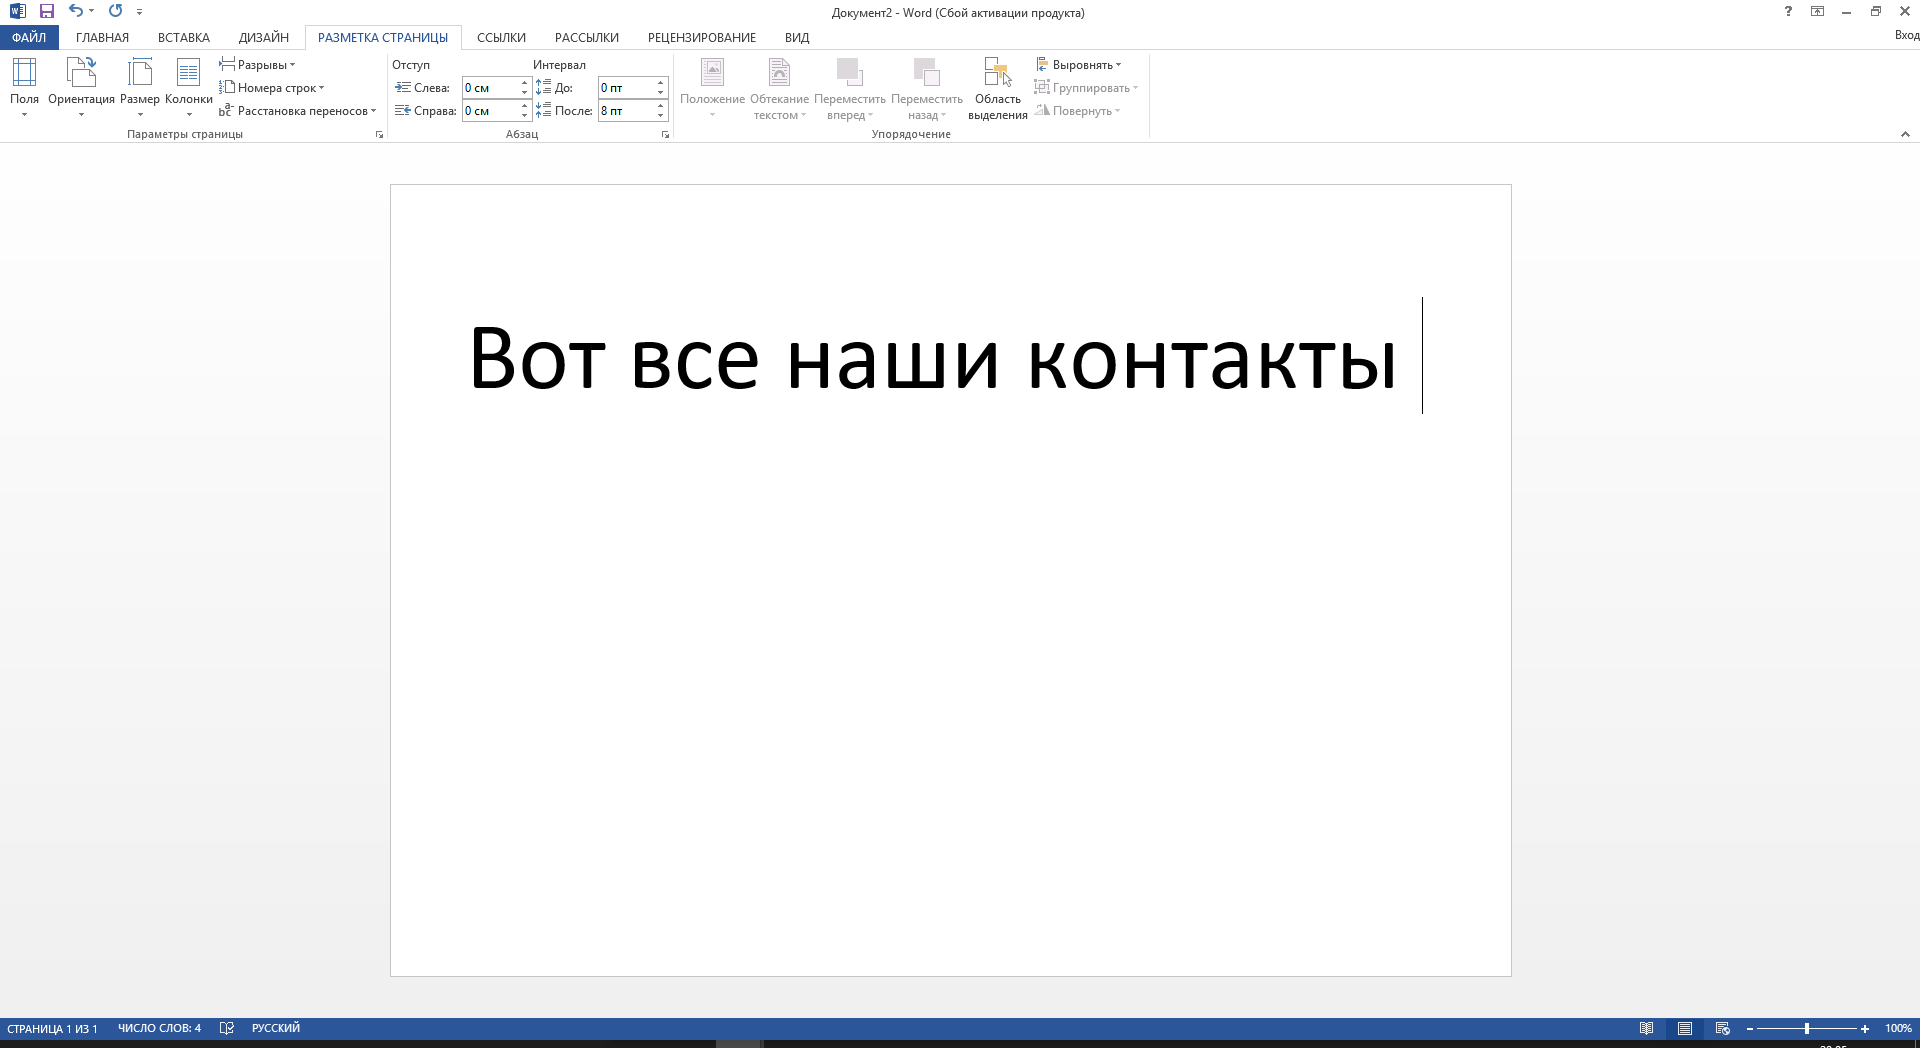 Документ2 - Word (Сбой активации продукта)
ФАЙЛ ГЛАВНАЯ ВСТАВКА ДИЗАЙН РАЗМЕТКА СТРАНИЦЫ ССЫЛКИ РАССЫЛКИ РЕЦЕНЗИРОВАНИЕ ВИД Вход
Поля
Ориентация
Размер
Колонки
Разрывы
Номера строк
Расстановка переносов
Параметры страницы
Отступ
Слева: 0 см
Справа: 0 см
Интервал
До: 0 пт
После: 8 пт
Абзац
Положение
Обтекание
текстом
Переместить
вперед
Переместить
назад
Область
выделения
Выровнять
Группировать
Повернуть
Упорядочение
Вот все наши контакты
СТРАНИЦА 1 ИЗ 1 ЧИСЛО СЛОВ: 4 РУССКИЙ 100%